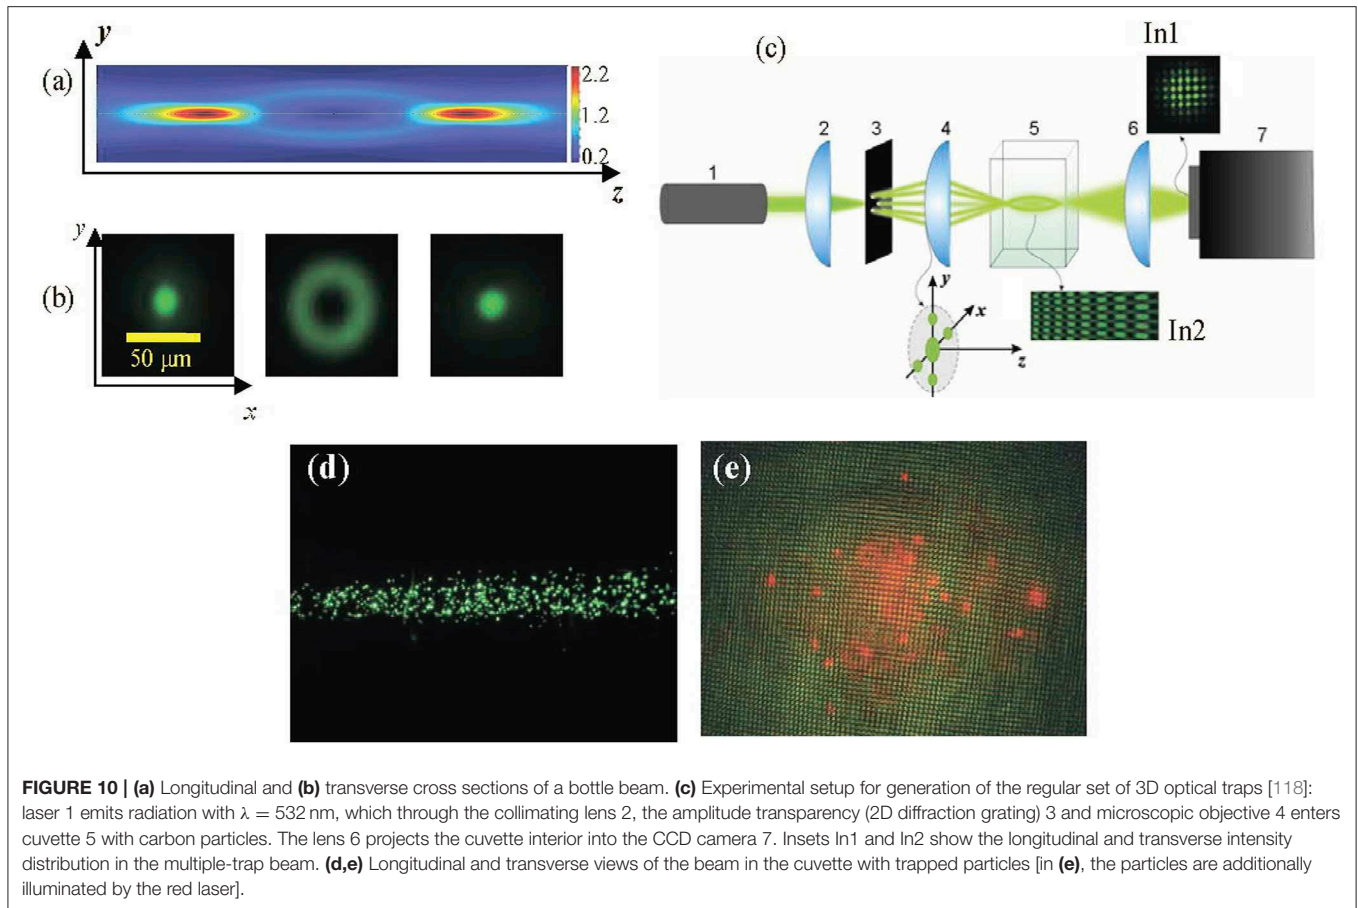 y
(a)
2.2
1.2
0.2
z
y
(b)
50 μm
x
(c)
In1
1
2
3
4
5
6
7
y
x
z
In2
(d)
(e)
FIGURE 10 | (a) Longitudinal and (b) transverse cross sections of a bottle beam. (c) Experimental setup for generation of the regular set of 3D optical traps [118]:
laser 1 emits radiation with λ = 532 nm, which through the collimating lens 2, the amplitude transparency (2D diffraction grating) 3 and microscopic objective 4 enters
cuvette 5 with carbon particles. The lens 6 projects the cuvette interior into the CCD camera 7. Insets In1 and In2 show the longitudinal and transverse intensity
distribution in the multiple-trap beam. (d,e) Longitudinal and transverse views of the beam in the cuvette with trapped particles [in (e), the particles are additionally
illuminated by the red laser].